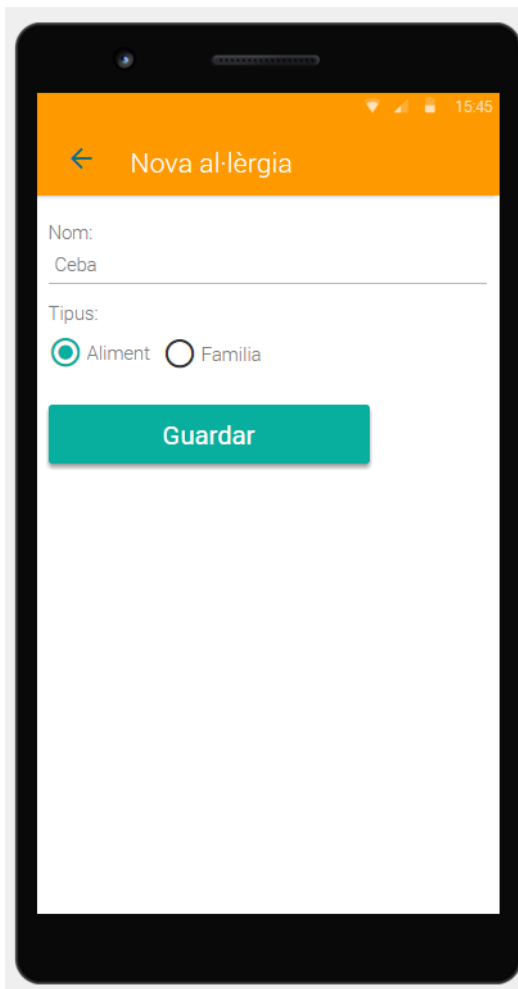 15:45
Nova al·lèrgia
Nom:
Ceba
Tipus:
Aliment Familia
Guardar